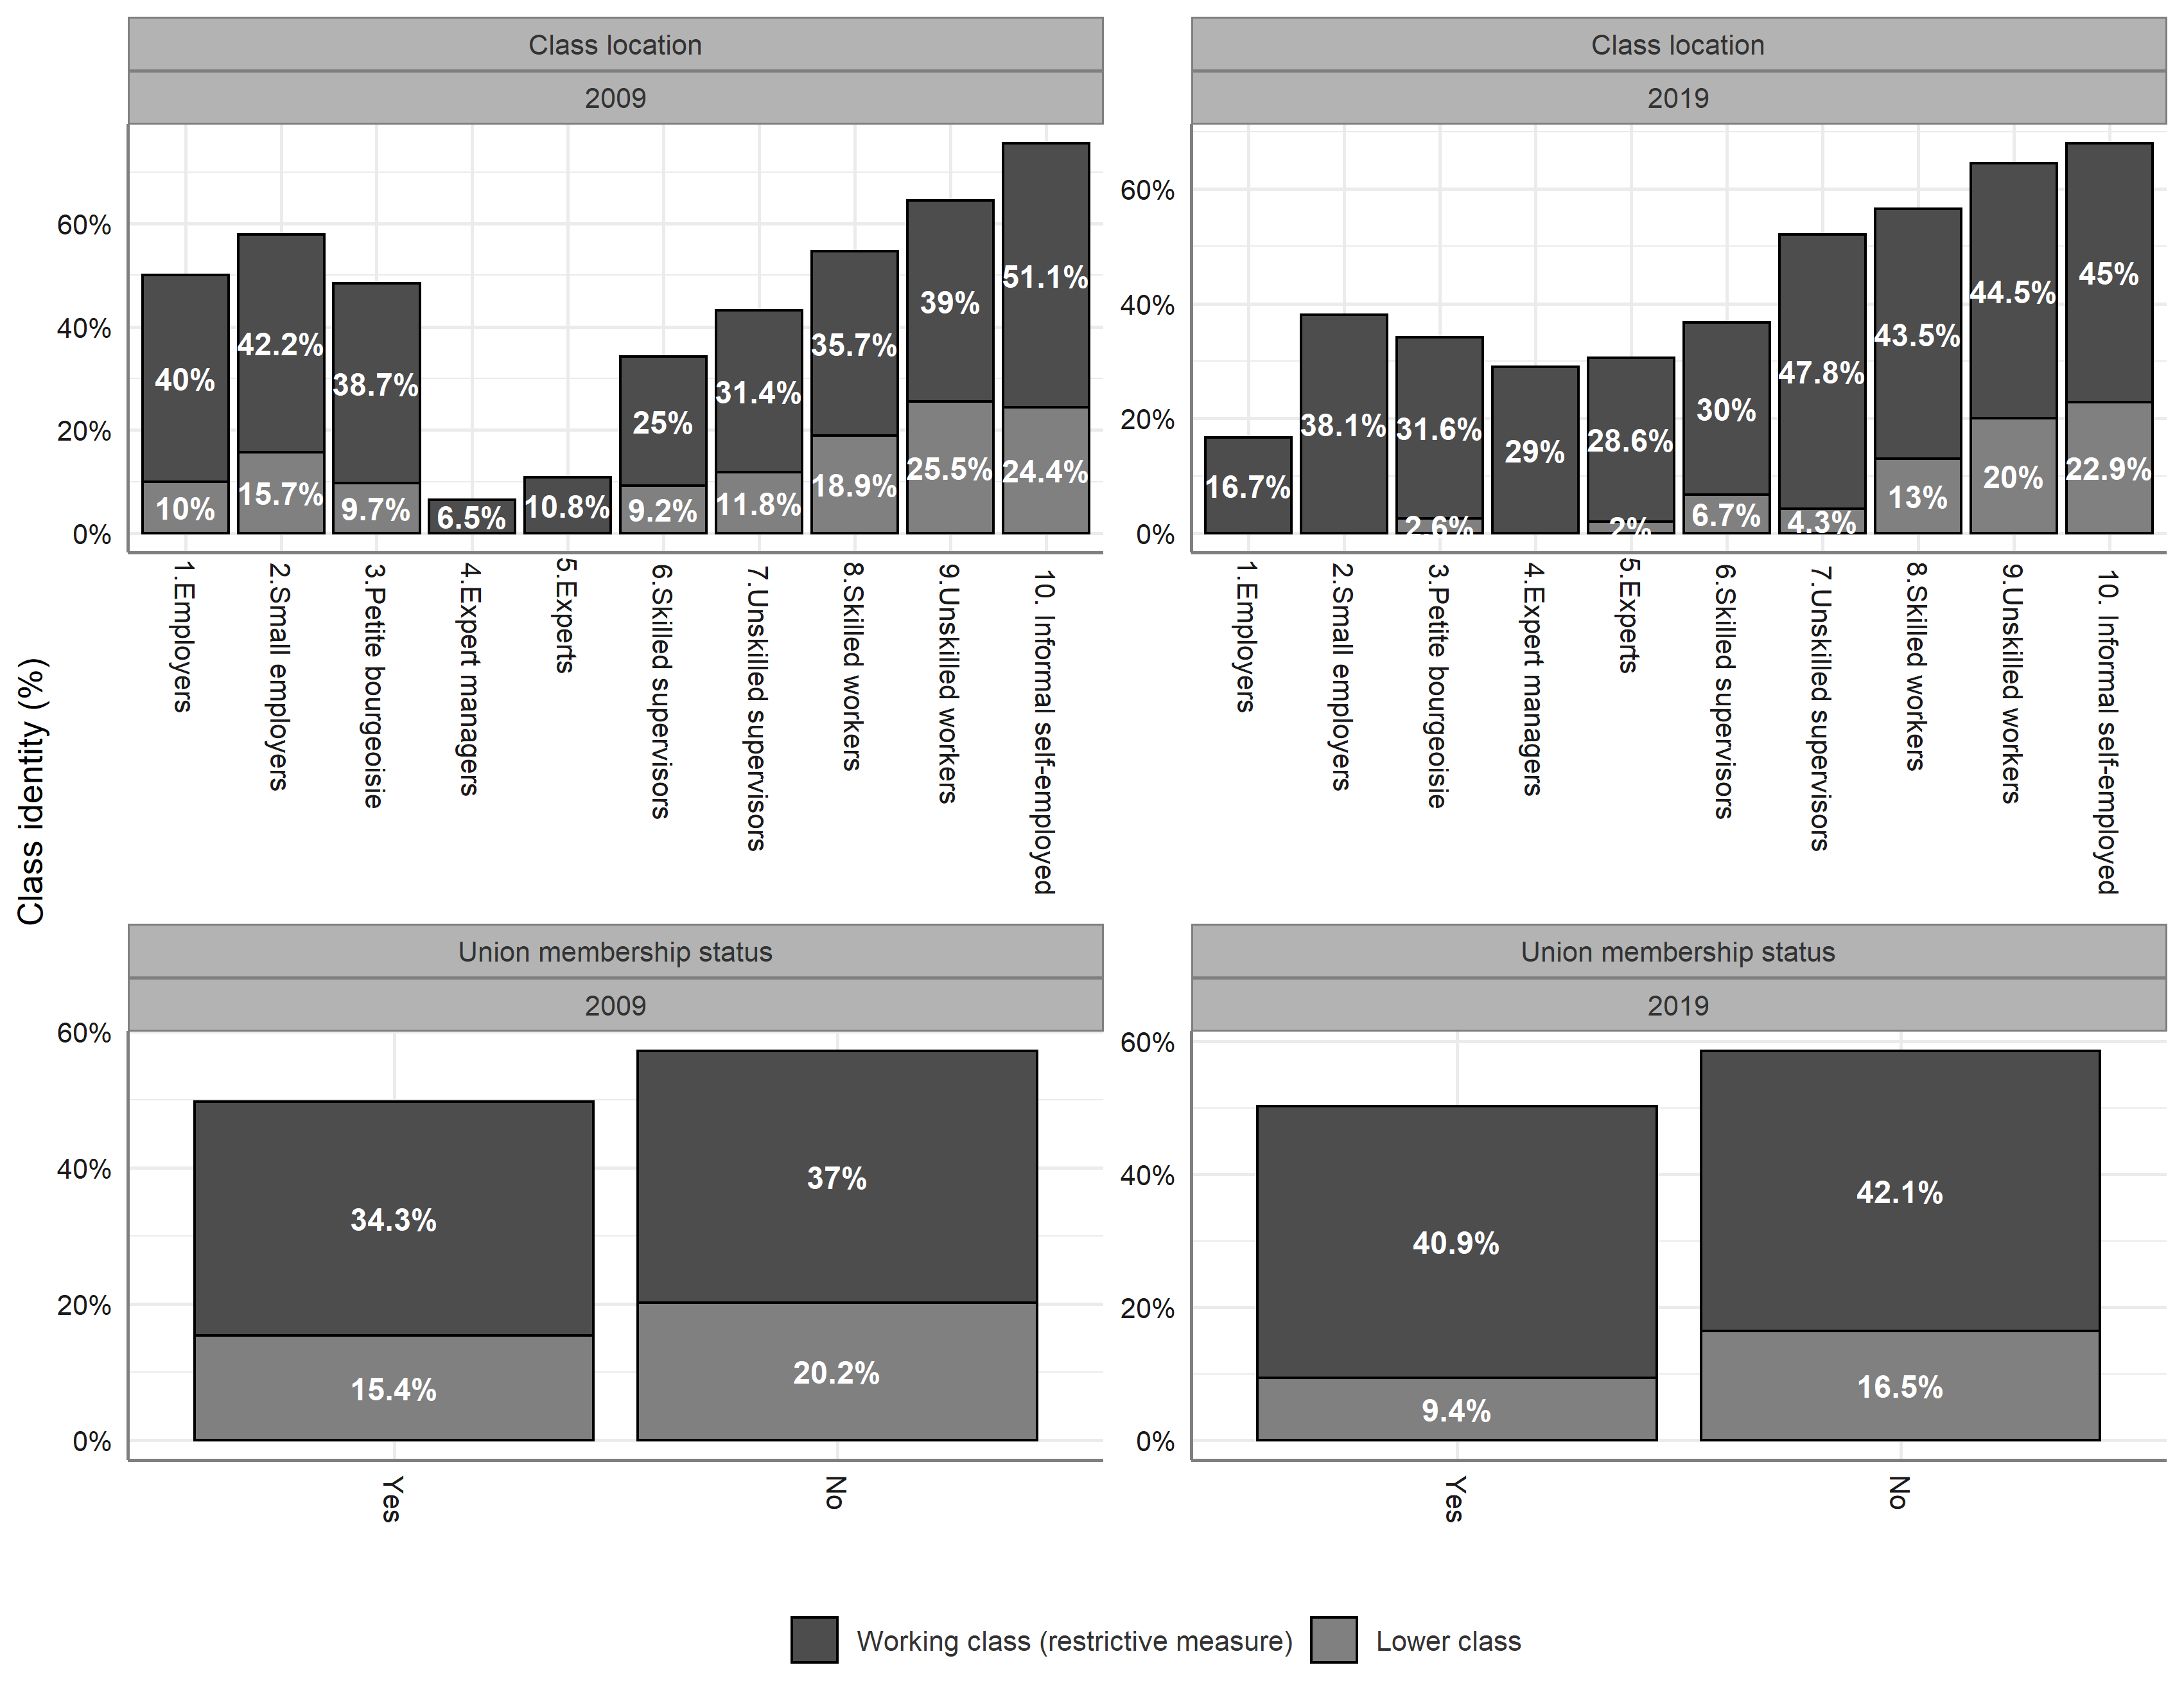 Class location
Class location
2009
2019
60%
40%
20%
0%
40%
10%
42.2%
15.7%
38.7%
9.7%
6.5%
10.8%
25%
9.2%
31.4%
11.8%
35.7%
18.9%
39%
25.5%
51.1%
24.4%
60%
40%
20%
0%
16.7%
38.1%
31.6%
2.6%
29%
28.6%
2%
30%
6.7%
47.8%
4.3%
43.5%
13%
44.5%
20%
45%
22.9%
1.Employers
2.Small employers
3.Petite bourgeoisie
4.Expert managers
5.Experts
6.Skilled supervisors
7.Unskilled supervisors
8.Skilled workers
9.Unskilled workers
10. Informal self-employed
1.Employers
2.Small employers
3.Petite bourgeoisie
4.Expert managers
5.Experts
6.Skilled supervisors
7.Unskilled supervisors
8.Skilled workers
9.Unskilled workers
10. Informal self-employed
Class identity (%)
Union membership status
Union membership status
2009
2019
60%
40%
20%
0%
34.3%
15.4%
37%
20.2%
60%
40%
20%
0%
40.9%
9.4%
42.1%
16.5%
Yes
No
Yes
No
Working class (restrictive measure)
Lower class